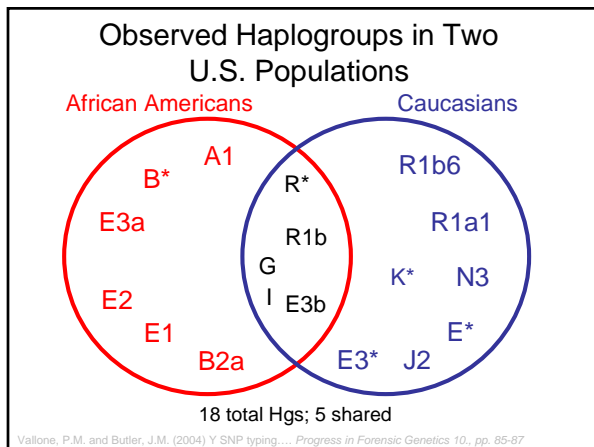 Observed Haplogroups in Two
U.S. Populations
African Americans
Caucasians
A1
B*
E3a
E2
E1
B2a
R*
R1b
G
I
E3b
R1b6
R1a1
K*
N3
E*
E3*
J2
18 total Hgs; 5 shared
Vallone, P.M. and Butler, J.M. (2004) Y SNP typing.... Progress in Forensic Genetics 10., pp. 85-87